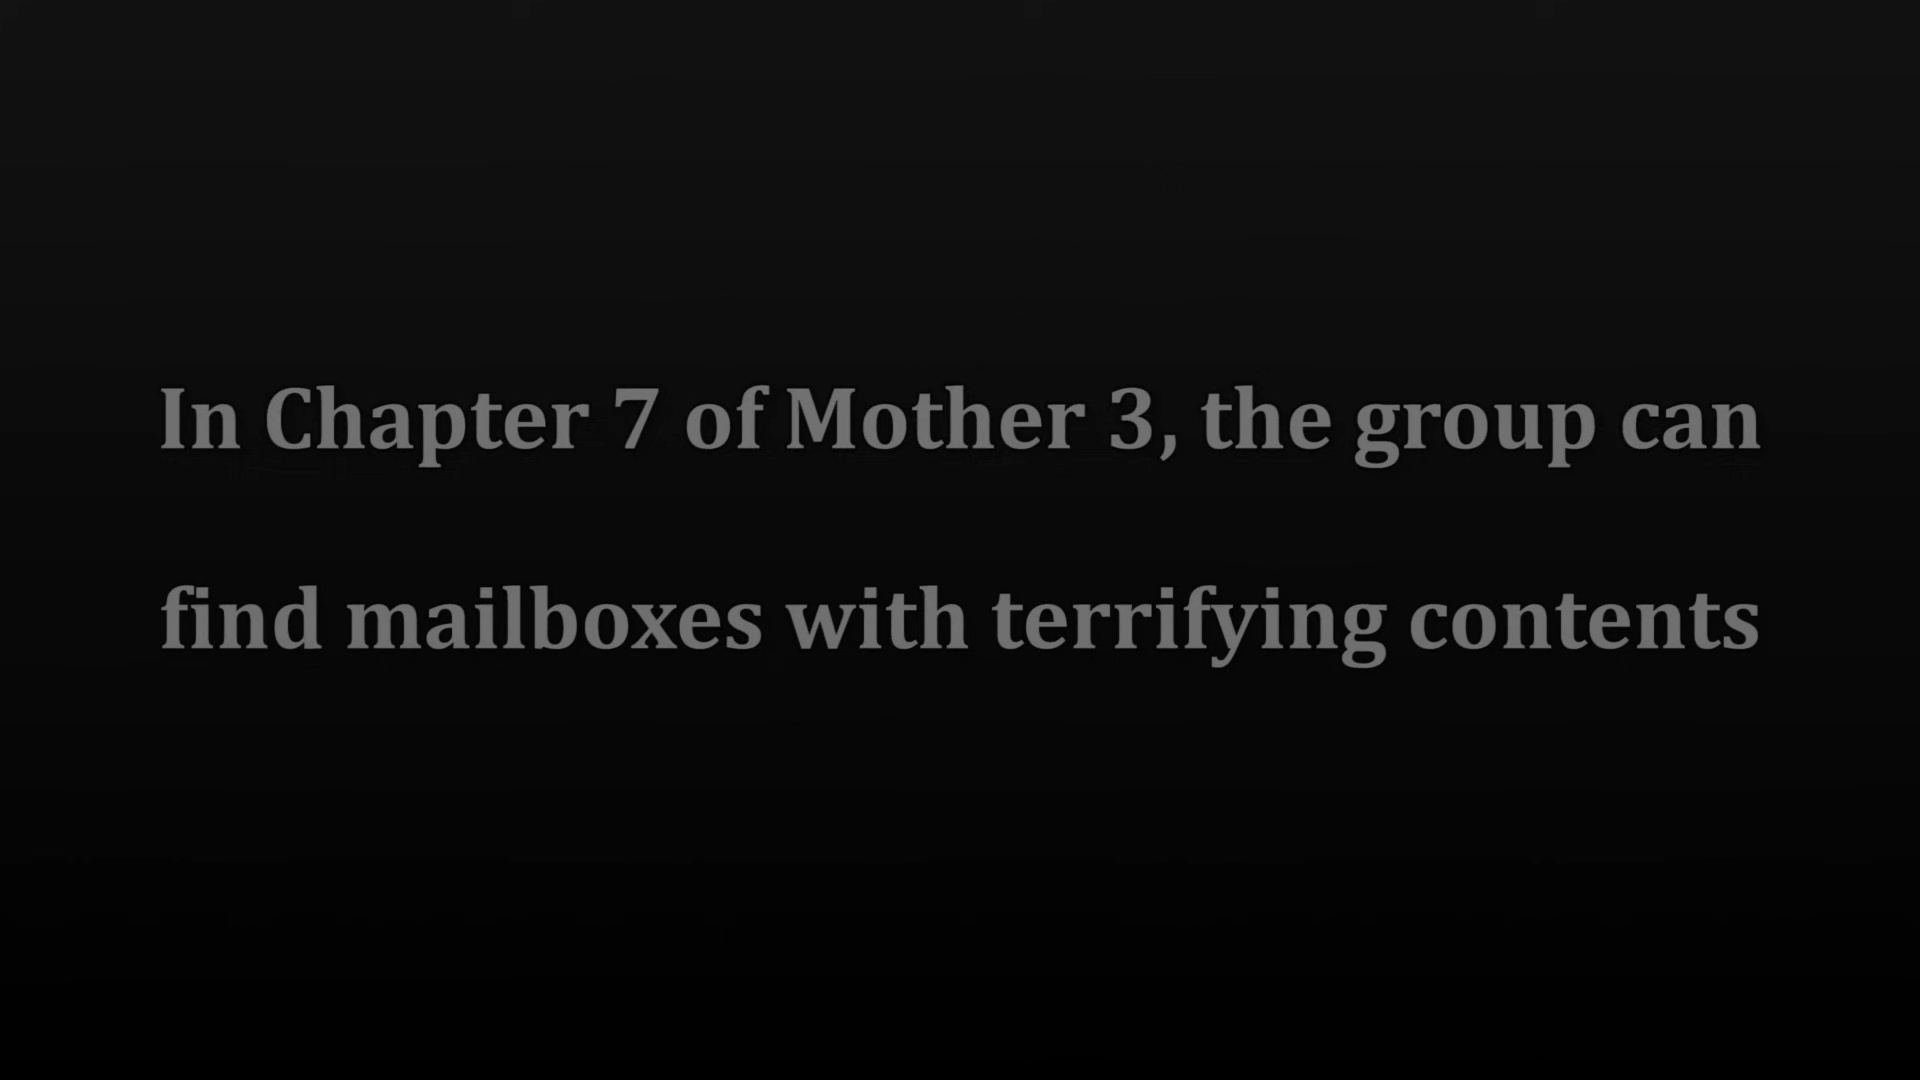 In Chapter 7 of Mother 3, the group can
find mailboxes with terrifying contents